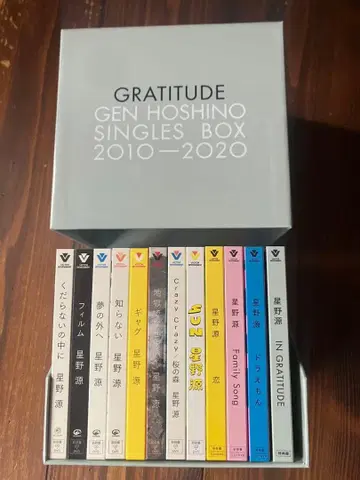 GRATITUDE
GEN HOSHINO
SINGLES BOX
2010—2020
くだらないの中に 星野 源
フィルム 星野 源
夢の外へ 星野 源
知らない 星野 源
ギャグ 星野 源
星野 源
Crazy Crazy／桜の森 星野 源
SUN 星野 源
星野 源 恋
星野 源 Family Song
星野 源 ドラえもん
星野 源 IN GRATITUDE